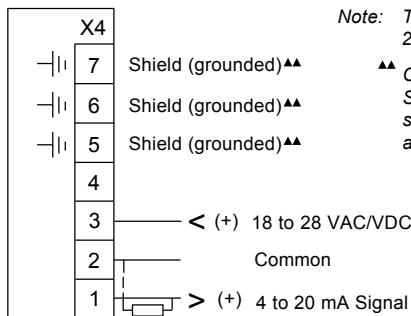 Note: T
X4
2
7 Shield (grounded)▲▲
▲▲ C
6 Shield (grounded)▲▲
S
s
5 Shield (grounded)▲▲
a
4
3 < (+) 18 to 28 VAC/VDC
2 Common
1 > (+) 4 to 20 mA Signal